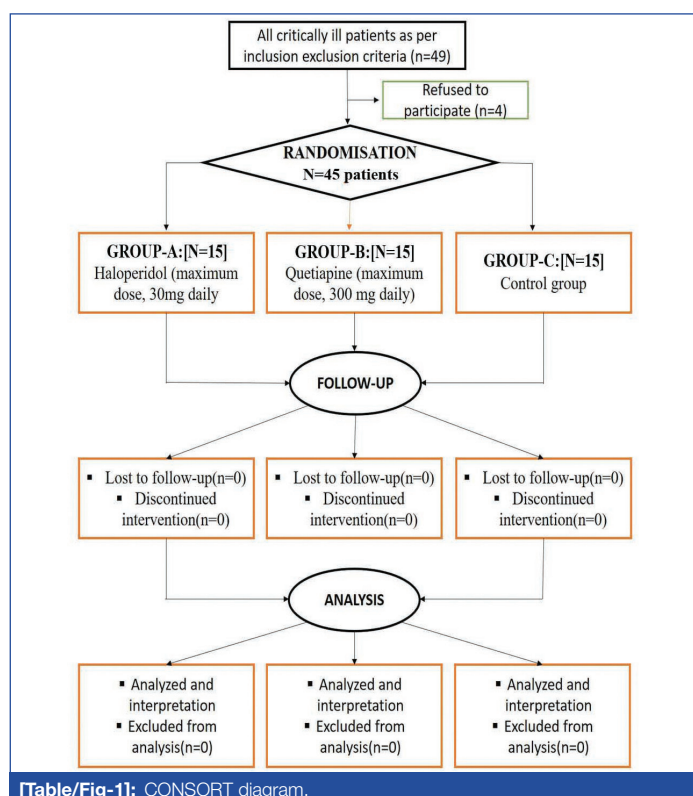 All critically ill patients as per
inclusion exclusion criteria (n=49)
Refused to
participate (n=4)
RANDOMISATION
N=45 patients
GROUP-A:[N=15]
Haloperidol (maximum
dose, 30mg daily
GROUP-B:[N=15]
Quetiapine (maximum
dose, 300 mg daily)
GROUP-C:[N=15]
Control group
FOLLOW-UP
▪ Lost to follow-up(n=0)
▪ Discontinued
intervention(n=0)
▪ Lost to follow-up(n=0)
▪ Discontinued
intervention(n=0)
▪ Lost to follow-up(n=0)
▪ Discontinued
intervention(n=0)
ANALYSIS
▪ Analyzed and
interpretation
▪ Excluded from
analysis(n=0)
▪ Analyzed and
interpretation
▪ Excluded from
analysis(n=0)
▪ Analyzed and
interpretation
▪ Excluded from
analysis(n=0)
[Table/Fig-1]: CONSORT diagram.